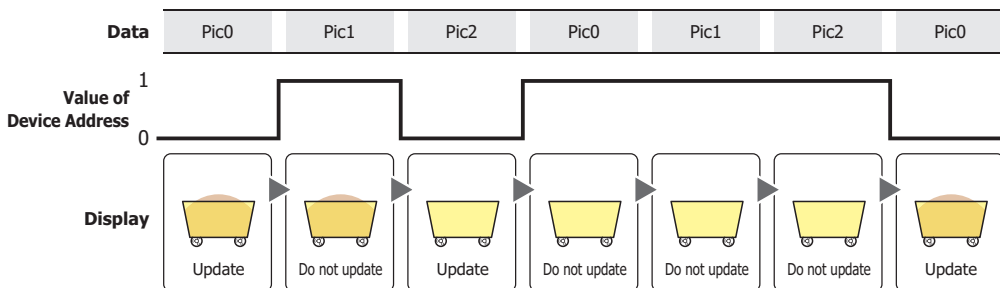 Data Pic0 Pic1 Pic2 Pic0 Pic1 Pic2 Pic0
1
Value of
Device Address
0
Display
Update Do not update Update Do not update Do not update Do not update Update